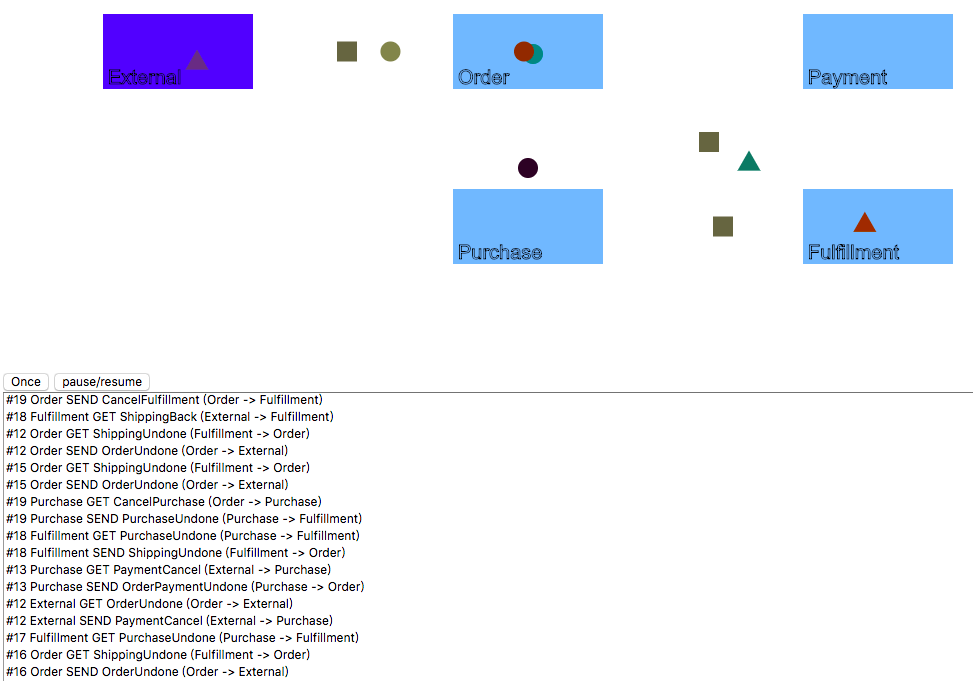 External
Order
Payment
Purchase
Fulfillment
Once
pause/resume
#19 Order SEND CancelFulfillment (Order -> Fulfillment)
#18 Fulfillment GET ShippingBack (External -> Fulfillment)
#12 Order GET ShippingUndone (Fulfillment -> Order)
#12 Order SEND OrderUndone (Order -> External)
#15 Order GET ShippingUndone (Fulfillment -> Order)
#15 Order SEND OrderUndone (Order -> External)
#19 Purchase GET CancelPurchase (Order -> Purchase)
#19 Purchase SEND PurchaseUndone (Purchase -> Fulfillment)
#18 Fulfillment GET PurchaseUndone (Purchase -> Fulfillment)
#18 Fulfillment SEND ShippingUndone (Fulfillment -> Order)
#13 Purchase GET PaymentCancel (External -> Purchase)
#13 Purchase SEND OrderPaymentUndone (Purchase -> Order)
#12 External GET OrderUndone (Order -> External)
#12 External SEND PaymentCancel (External -> Purchase)
#17 Fulfillment GET PurchaseUndone (Purchase -> Fulfillment)
#16 Order GET ShippingUndone (Fulfillment -> Order)
#16 Order SEND OrderUndone (Order -> External)